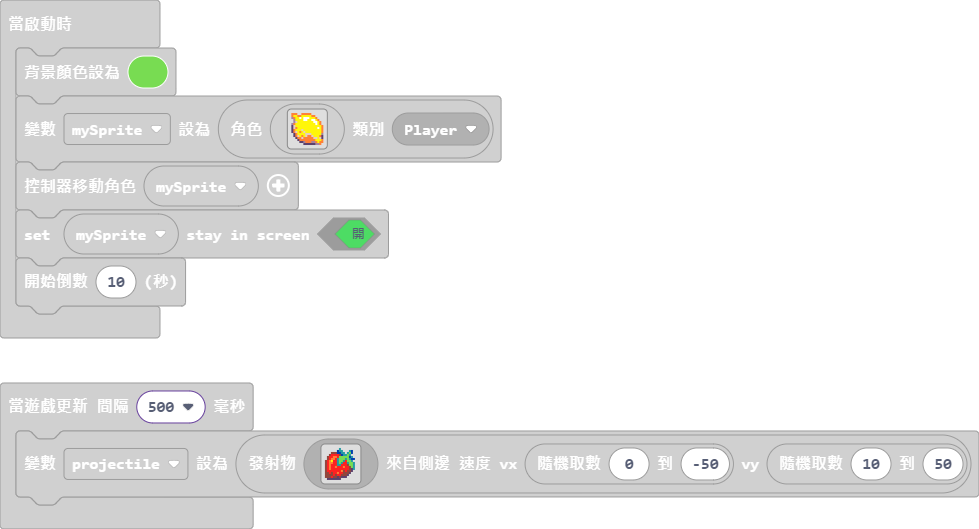 當啟動時
背景顏色設為
變數 mySprite 設為 角色 類別 Player
控制器移動角色 mySprite
set mySprite stay in screen 開
開始倒數 10 (秒)
當遊戲更新 間隔 500 毫秒
變數 projectile 設為 發射物 來自側邊 速度 vx 隨機取數 0 到 -50 vy 隨機取數 10 到 50